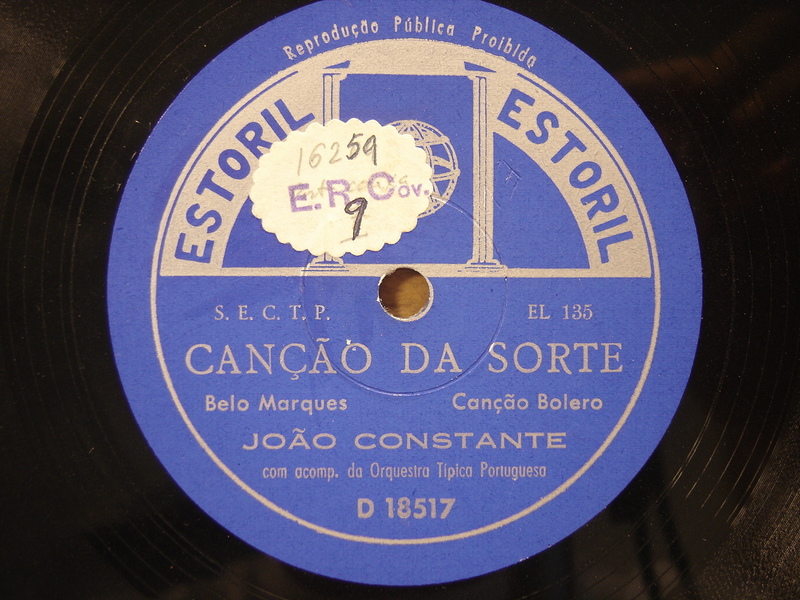 Reprodução Pública Proibida
ESTORIL
ESTORIL
16259
E.R. Cov.
9
S. E. C. T. P.
EL 135
CANÇÃO DA SORTE
Belo Marques
Canção Bolero
JOÃO CONSTANTE
com acomp. da Orquestra Típica Portuguesa
D 18517